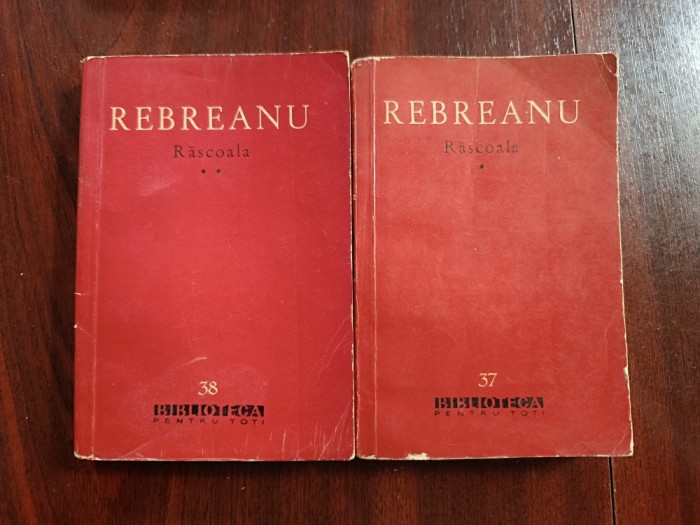 REBREANU
Răscoala
**
38
BIBLIOTECA
PENTRU TOȚI
REBREANU
Răscoala
*
37
BIBLIOTECA
PENTRU TOȚI